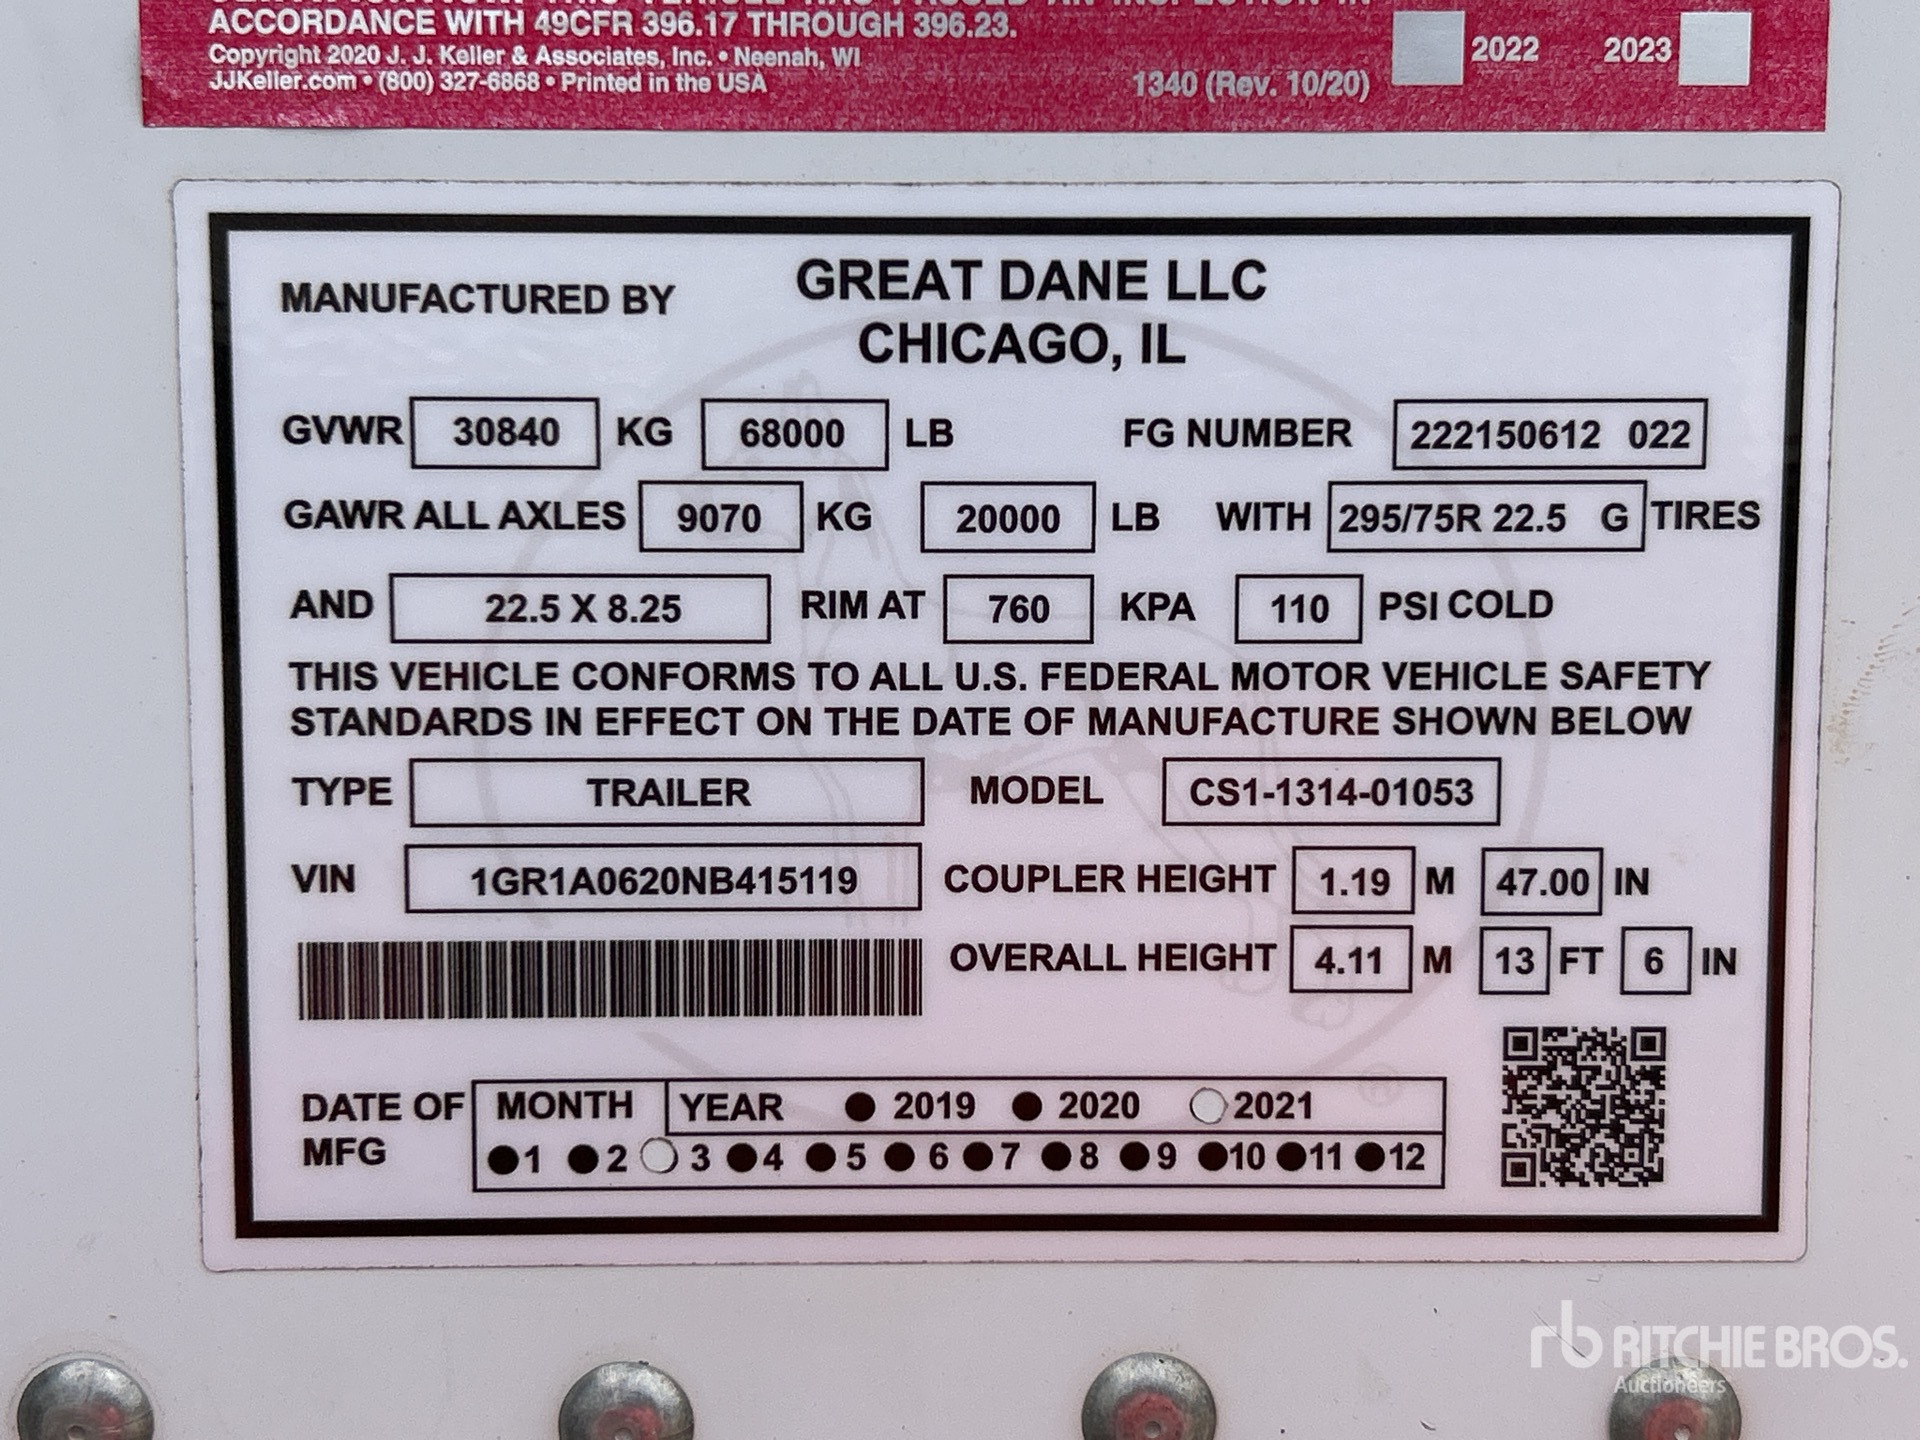 ACCORDANCE WITH 49CFR 396.17 THROUGH 396.23.
Copyright 2020 J. J. Keller & Associates, Inc. • Neenah, WI
JJKeller.com • (800) 327-6868 • Printed in the USA
1340 (Rev. 10/20)
2022 2023
MANUFACTURED BY GREAT DANE LLC
CHICAGO, IL
GVWR 30840 KG 68000 LB FG NUMBER 222150612 022
GAWR ALL AXLES 9070 KG 20000 LB WITH 295/75R 22.5 G TIRES
AND 22.5 X 8.25 RIM AT 760 KPA 110 PSI COLD
THIS VEHICLE CONFORMS TO ALL U.S. FEDERAL MOTOR VEHICLE SAFETY
STANDARDS IN EFFECT ON THE DATE OF MANUFACTURE SHOWN BELOW
TYPE TRAILER MODEL CS1-1314-01053
VIN 1GR1A0620NB415119 COUPLER HEIGHT 1.19 M 47.00 IN
OVERALL HEIGHT 4.11 M 13 FT 6 IN
DATE OF MFG
MONTH YEAR 2019 2020 2021
1 2 3 4 5 6 7 8 9 10 11 12
rb RITCHIE BROS.
Auctioneers